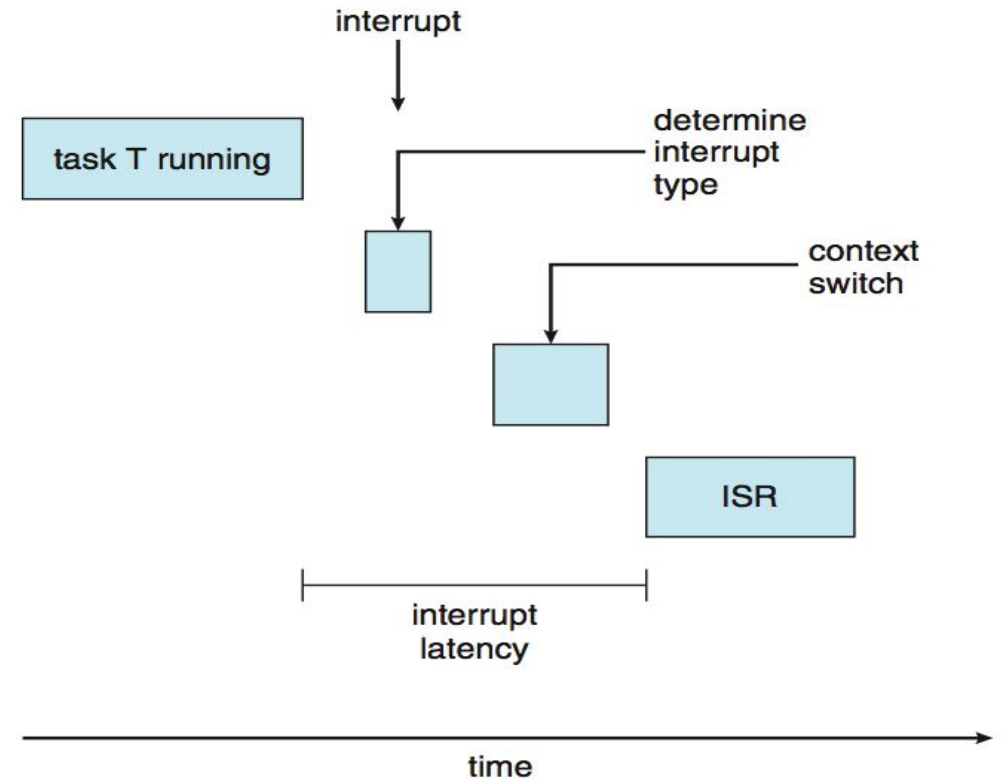 interrupt
task T running
determine
interrupt
type
context
switch
ISR
interrupt
latency
time